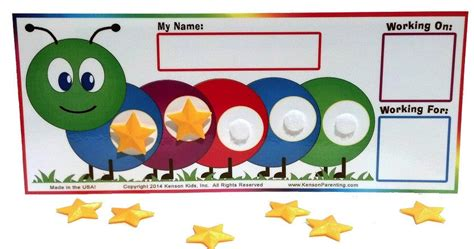 My Name:
Working On:
Working For:
Made in the USA!
Copyright 2014 Kenson Kids, Inc. All Rights Reserved
www.KensonParenting.com